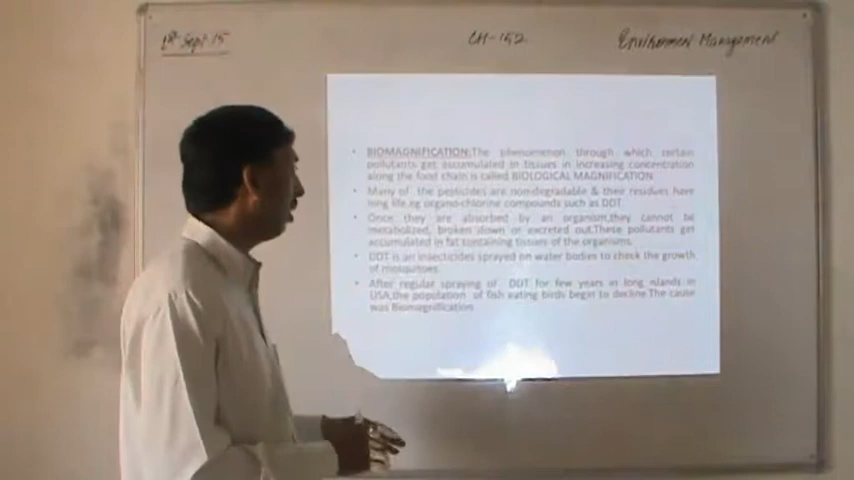 1st Sept 15
CH-152
Environmen Management
• BIOMAGNIFICATION:The phenomenon through which certain
pollutants get accumulated in tissues in increasing concentration
along the food chain is called BIOLOGICAL MAGNIFICATION
• Many of the pesticides are non-degradable & their residues have
long life.eg organo-chlorine compounds such as DDT.
• Once they are absorbed by an organism,they cannot be
metabolized, broken down or excreted out.These pollutants get
accumulated in fat containing tissues of the organisms.
• DDT is an insecticides sprayed on water bodies to check the growth
of mosquitoes.
• After regular spraying of DDT for few years in long islands in
USA,the population of fish eating birds begin to decline.The cause
was Biomagnification